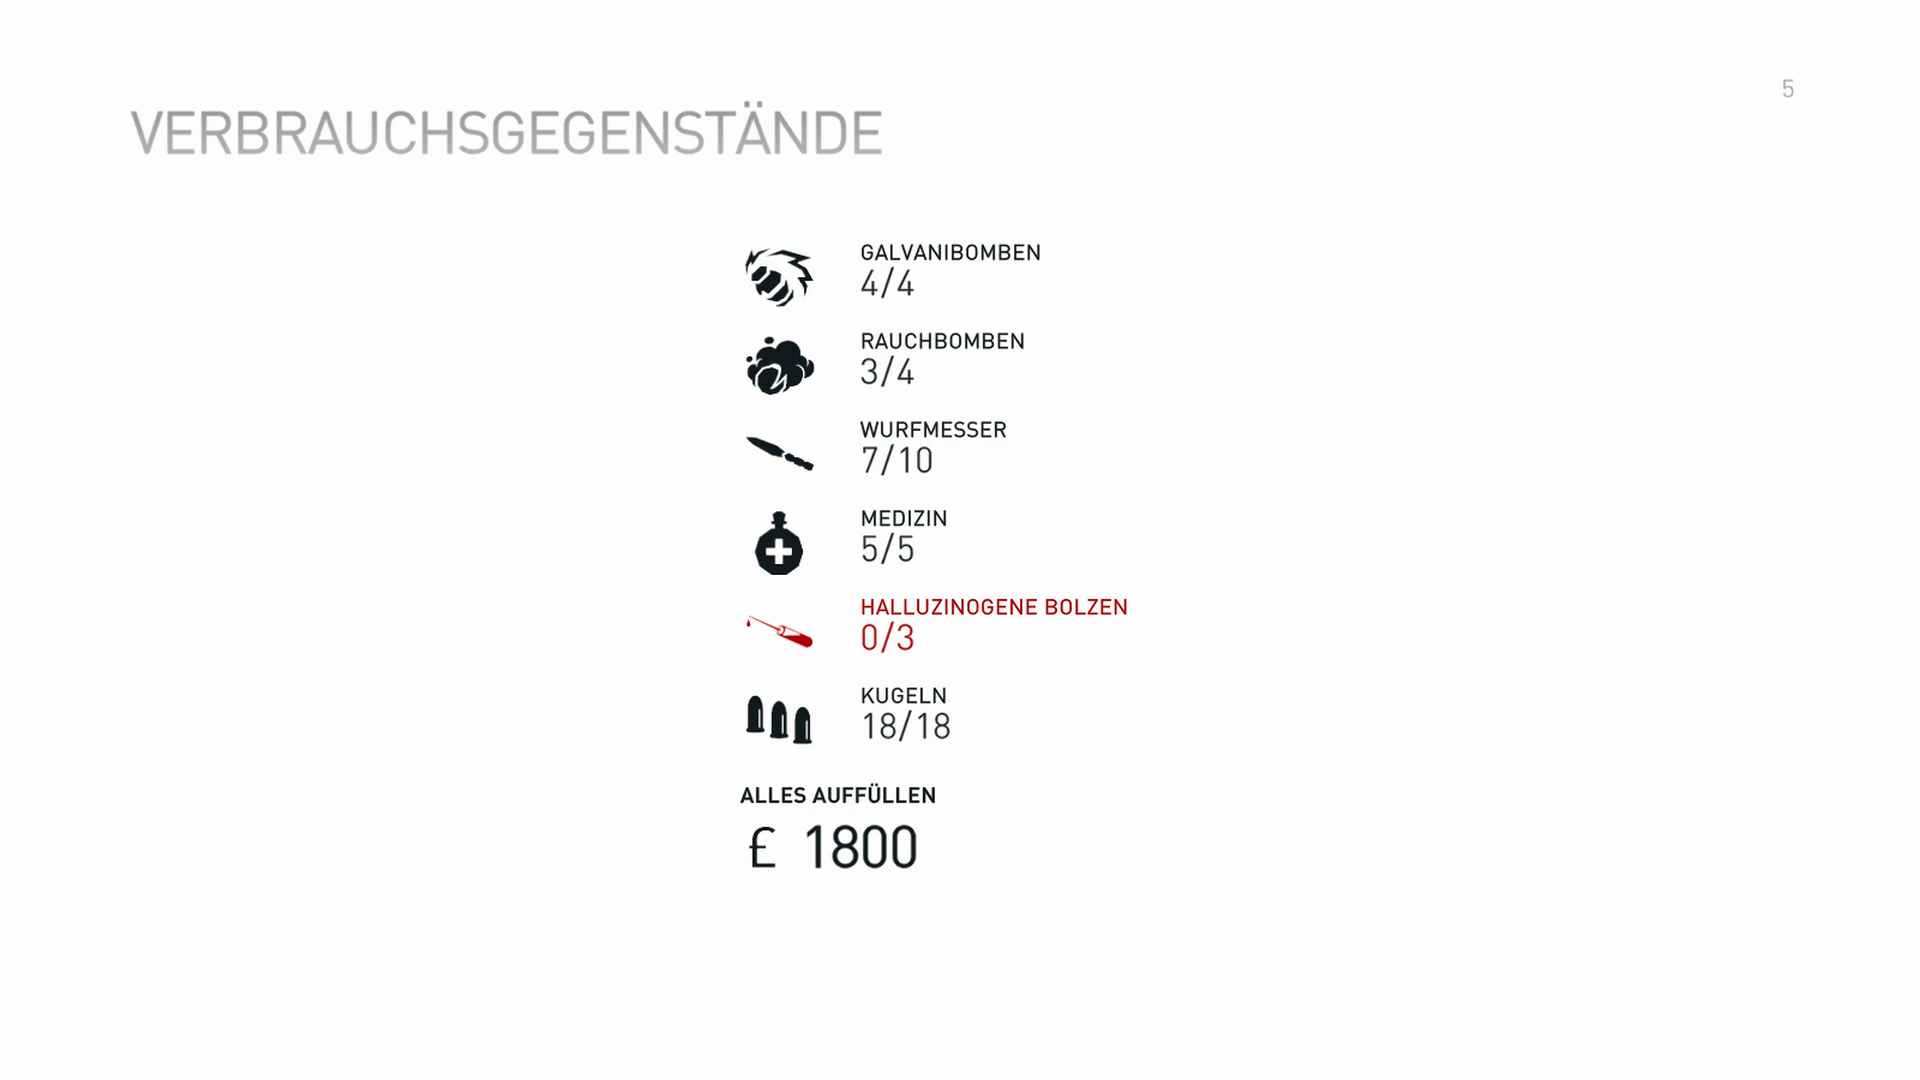 5
VERBRAUCHSGEGENSTÄNDE
GALVANIBOMBEN
4/4
RAUCHBOMBEN
3/4
WURFMESSER
7/10
MEDIZIN
5/5
HALLUZINOGENE BOLZEN
0/3
KUGELN
18/18
ALLES AUFFÜLLEN
£ 1800